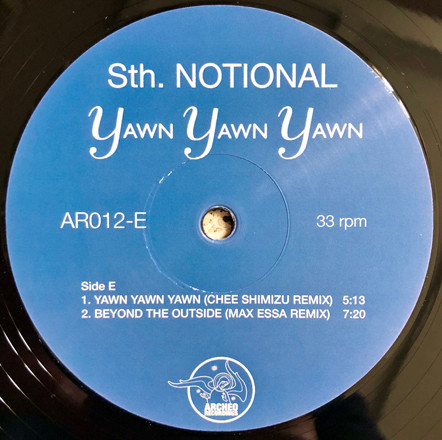 Sth. NOTIONAL
YAWN YAWN YAWN
AR012-E 33 rpm
Side E
1. YAWN YAWN YAWN (CHEE SHIMIZU REMIX) 5:13
2. BEYOND THE OUTSIDE (MAX ESSA REMIX) 7:20
ARCHEO
RECORDINGS